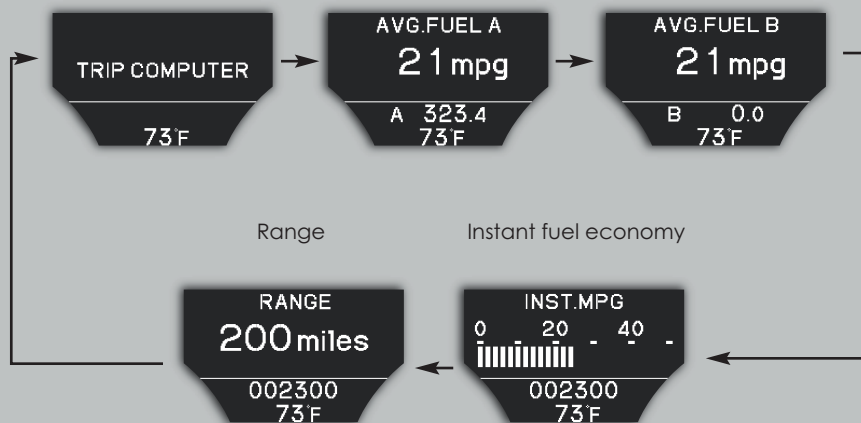 TRIP COMPUTER
73°F
AVG.FUEL A
21 mpg
A 323.4
73°F
AVG.FUEL B
21 mpg
B 0.0
73°F
Range
Instant fuel economy
RANGE
200 miles
002300
73°F
INST.MPG
0 20 40
002300
73°F